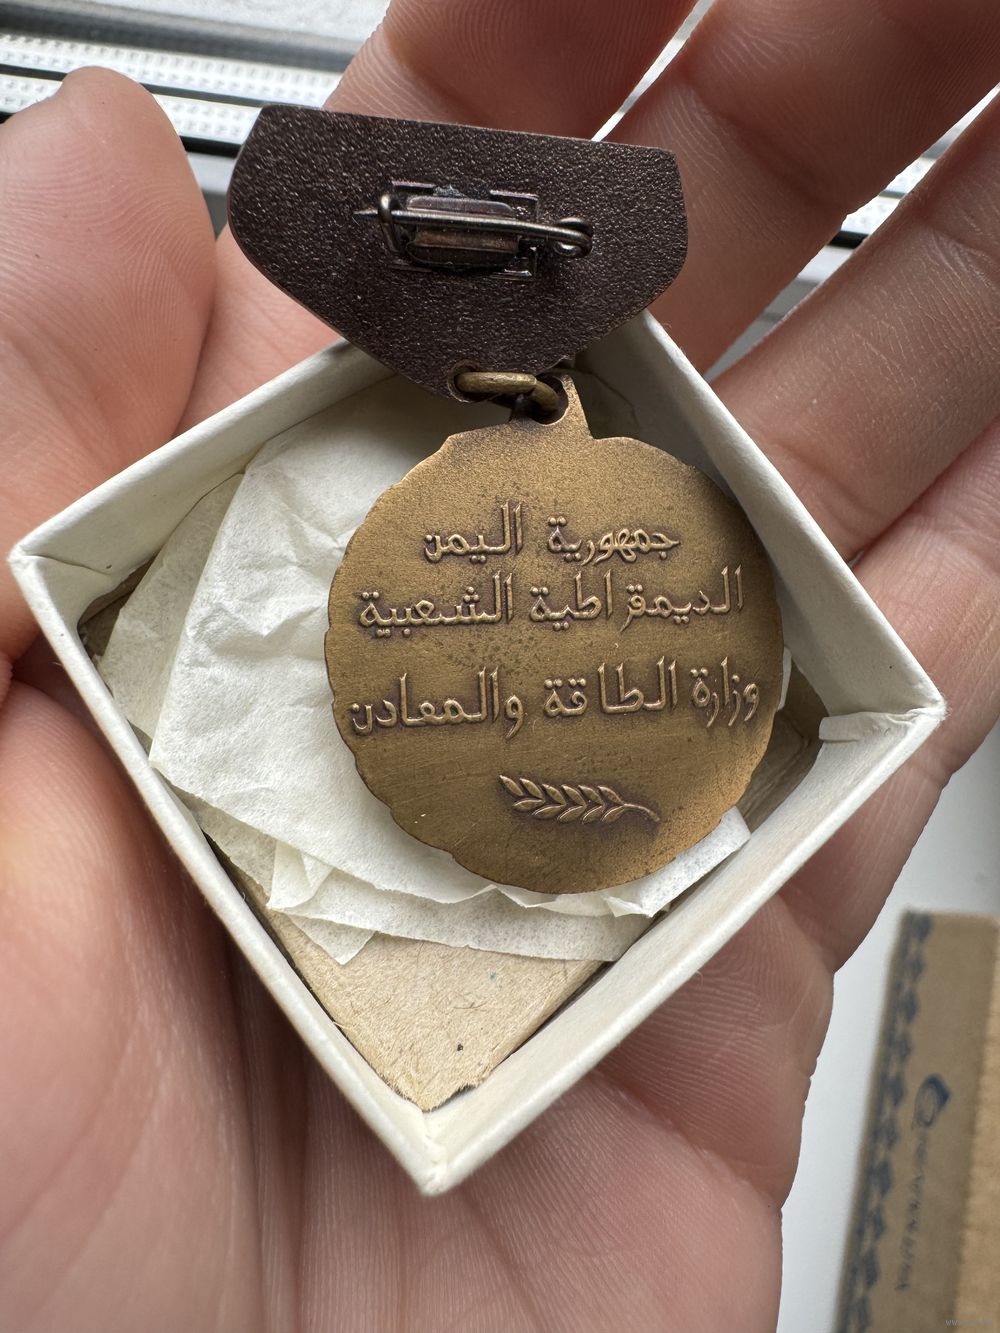 جمهورية اليمن
الديمقراطية الشعبية
وزارة الطاقة والمعادن